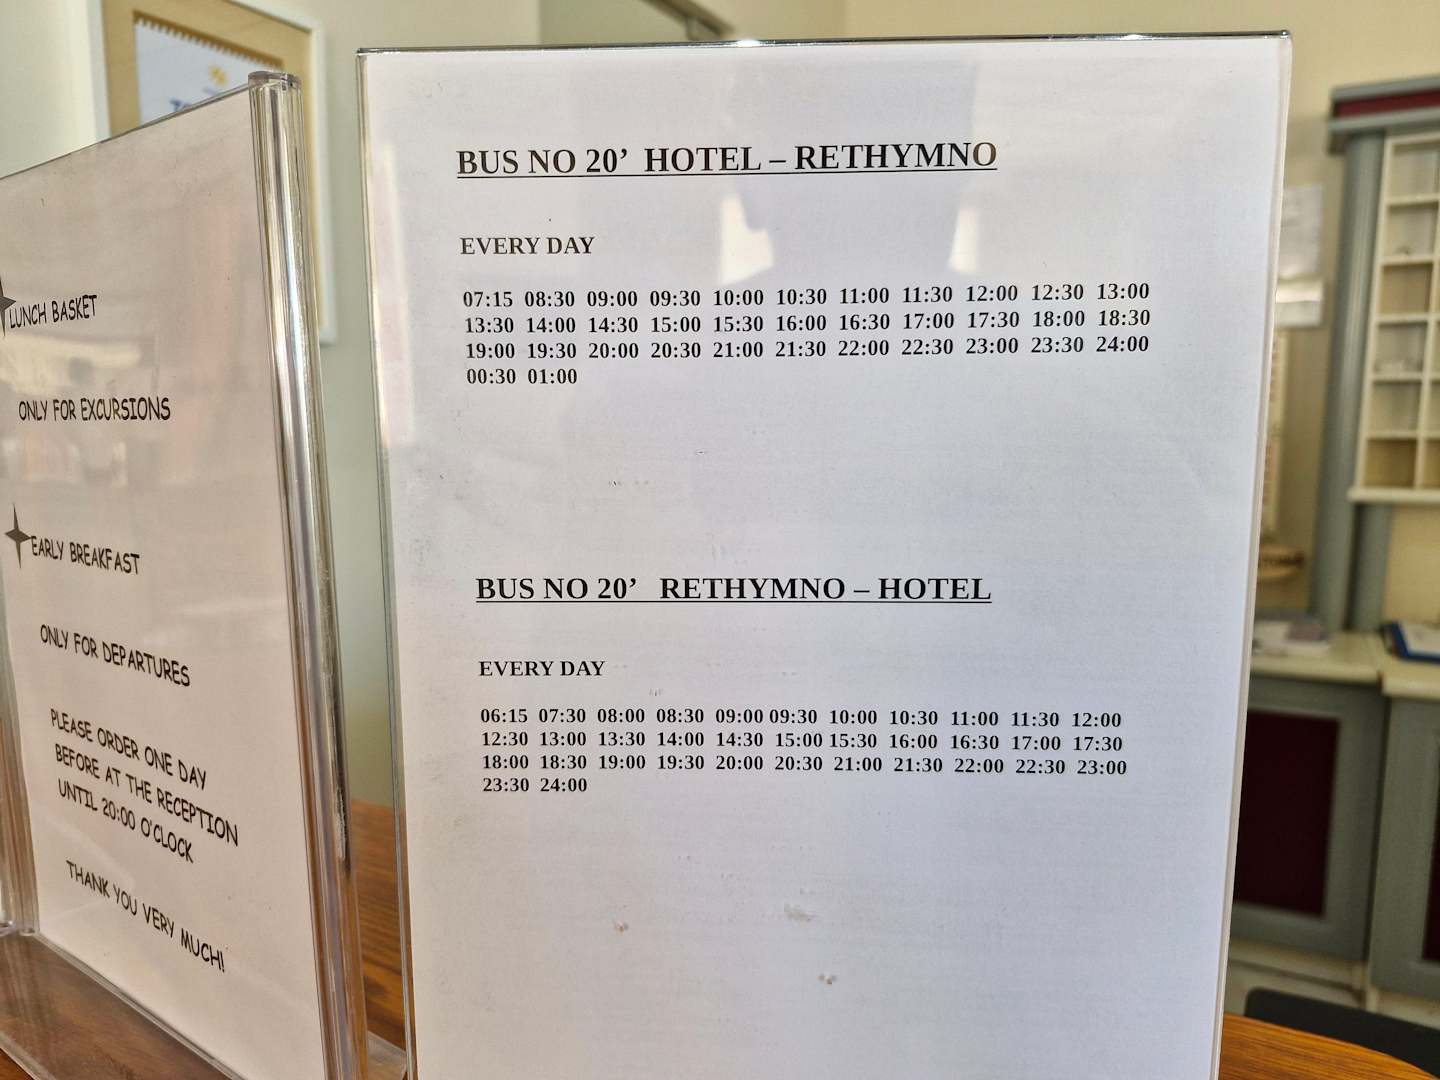 LUNCH BASKET
ONLY FOR EXCURSIONS
EARLY BREAKFAST
ONLY FOR DEPARTURES
PLEASE ORDER ONE DAY
BEFORE AT THE RECEPTION
UNTIL 20:00 O'CLOCK
THANK YOU VERY MUCH!
BUS NO 20’ HOTEL – RETHYMNO
EVERY DAY
07:15 08:30 09:00 09:30 10:00 10:30 11:00 11:30 12:00 12:30 13:00
13:30 14:00 14:30 15:00 15:30 16:00 16:30 17:00 17:30 18:00 18:30
19:00 19:30 20:00 20:30 21:00 21:30 22:00 22:30 23:00 23:30 24:00
00:30 01:00
BUS NO 20’ RETHYMNO – HOTEL
EVERY DAY
06:15 07:30 08:00 08:30 09:00 09:30 10:00 10:30 11:00 11:30 12:00
12:30 13:00 13:30 14:00 14:30 15:00 15:30 16:00 16:30 17:00 17:30
18:00 18:30 19:00 19:30 20:00 20:30 21:00 21:30 22:00 22:30 23:00
23:30 24:00